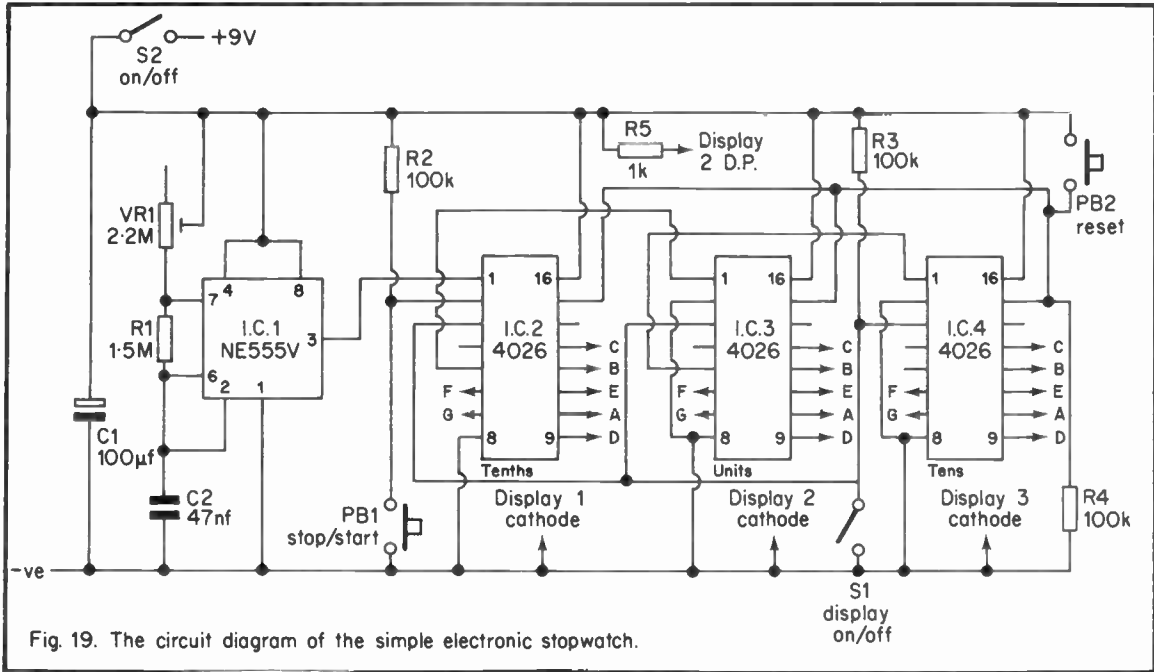 S2
on/off
+9V
VR1
2·2M
R1
1·5M
C1
100µf
C2
47nf
7
4
8
6
2
1
3
I.C.1
NE555V
R2
100k
PB1
stop/start
R5
1k
Display
2 D.P.
R3
100k
PB2
reset
1
16
I.C.2
4026
C
B
F
E
G
A
8
9
D
Tenths
Display 1
cathode
1
16
I.C.3
4026
C
B
F
E
G
A
8
9
D
Units
Display 2
cathode
1
16
I.C.4
4026
C
B
F
E
G
A
8
9
D
Tens
Display 3
cathode
R4
100k
S1
display
on/off
-ve
Fig. 19. The circuit diagram of the simple electronic stopwatch.